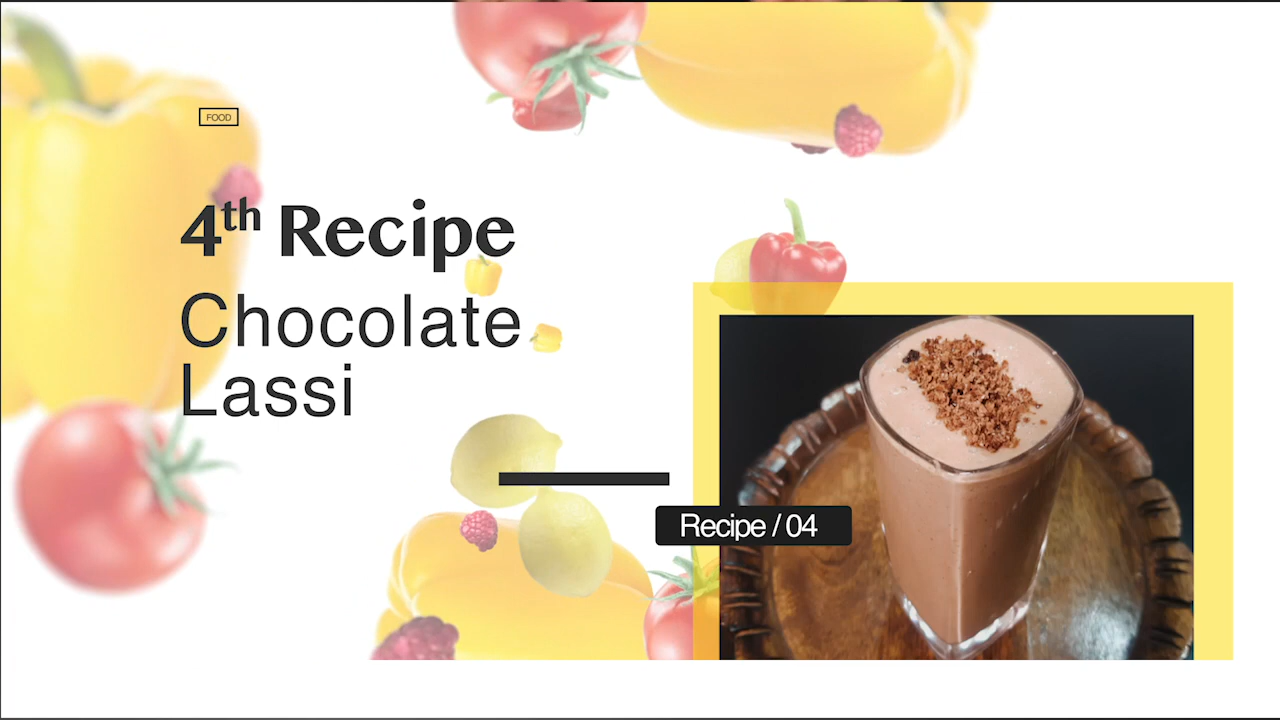 FOOD
4th Recipe
Chocolate
Lassi
Recipe / 04